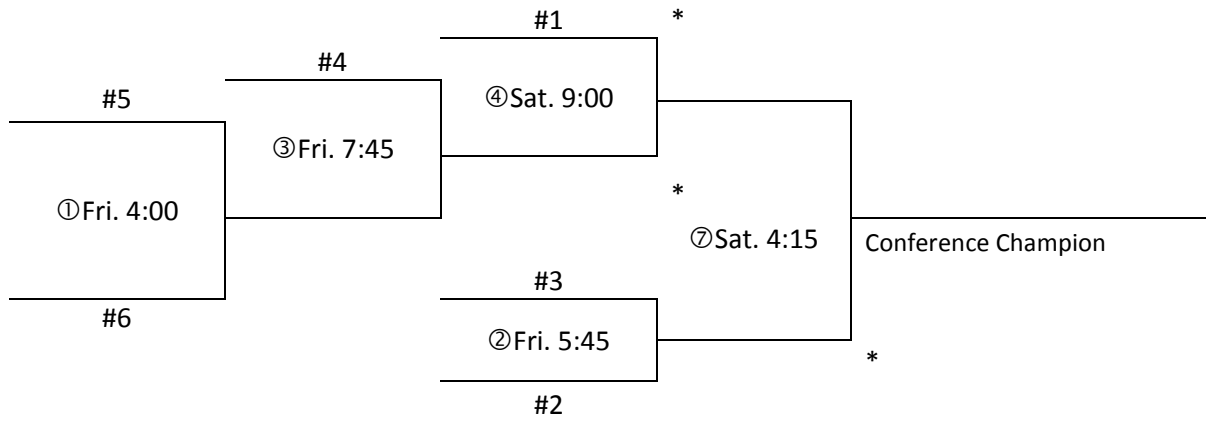 #1 *
#4
#5
④Sat. 9:00
③Fri. 7:45
①Fri. 4:00
*
⑦Sat. 4:15
Conference Champion
#3
#6
②Fri. 5:45
*
#2